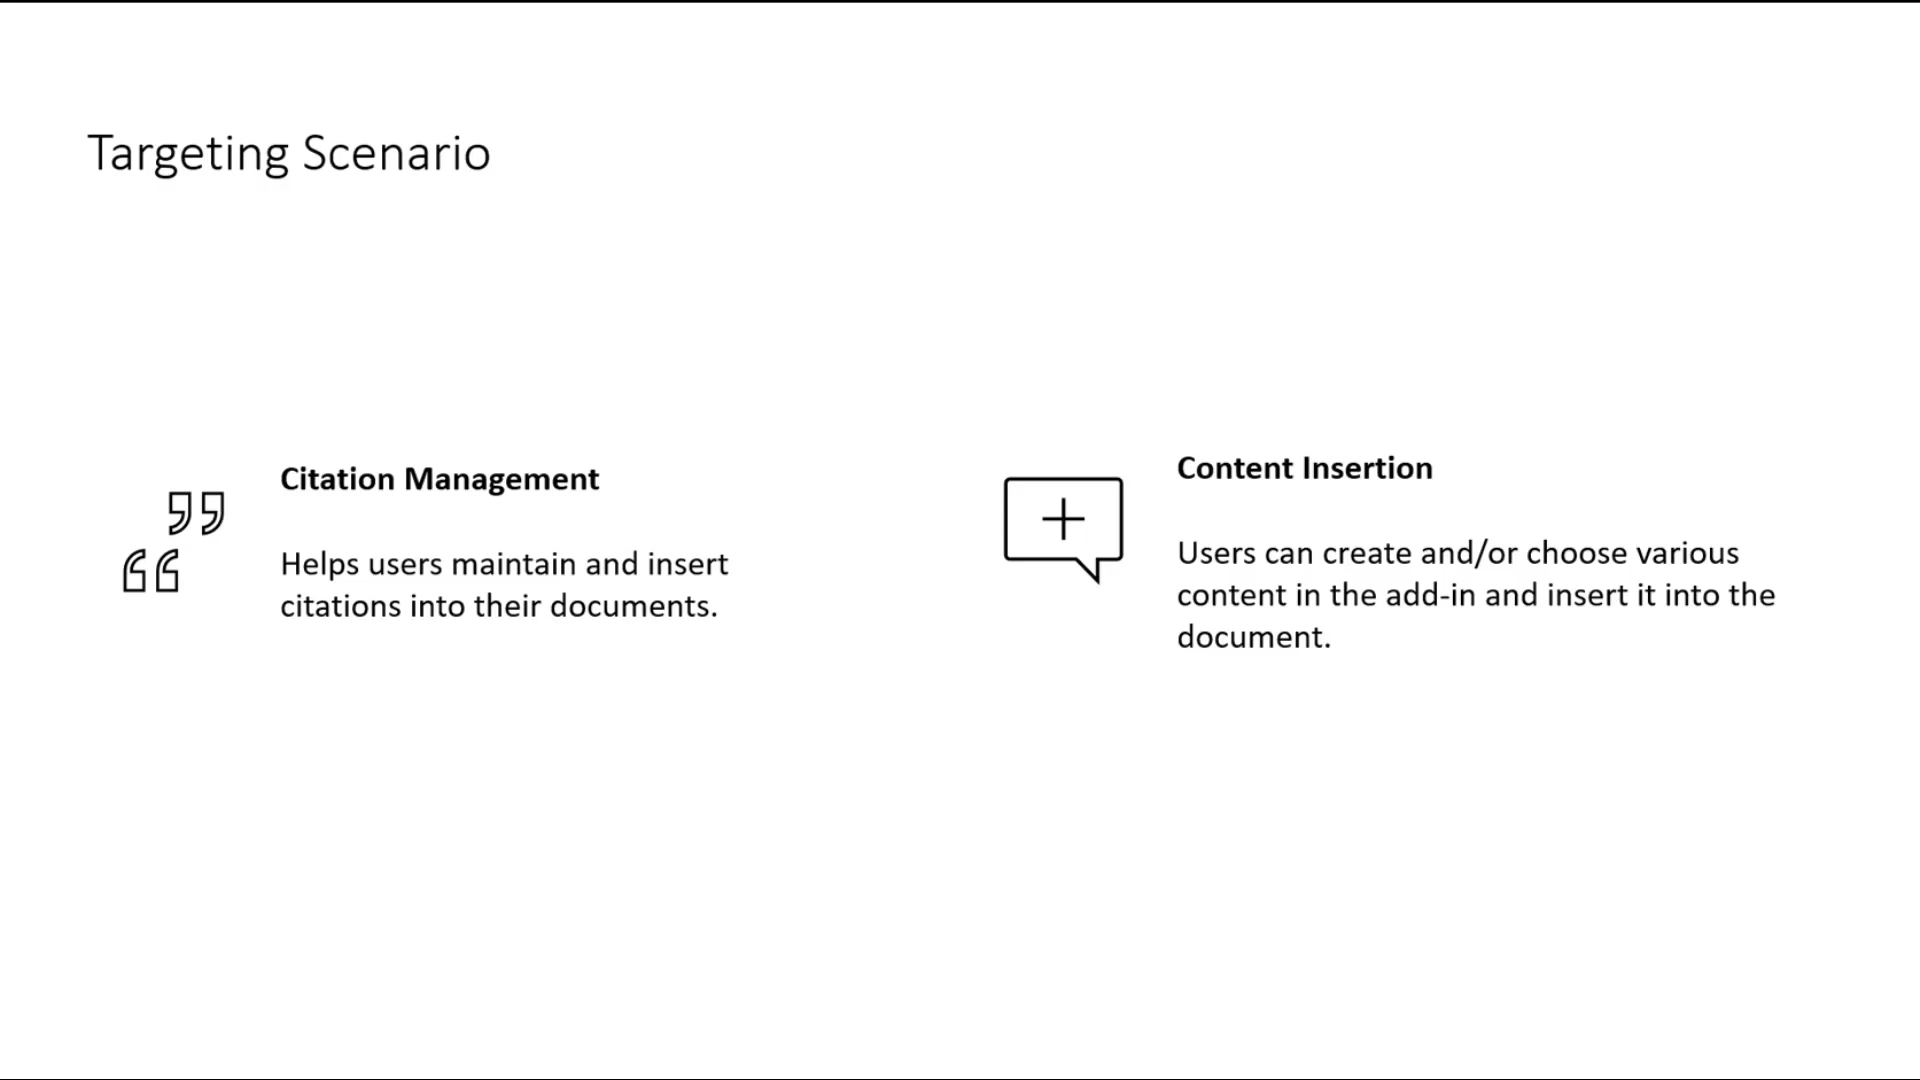 Targeting Scenario
Citation Management
Helps users maintain and insert
citations into their documents.
Content Insertion
Users can create and/or choose various
content in the add-in and insert it into the
document.